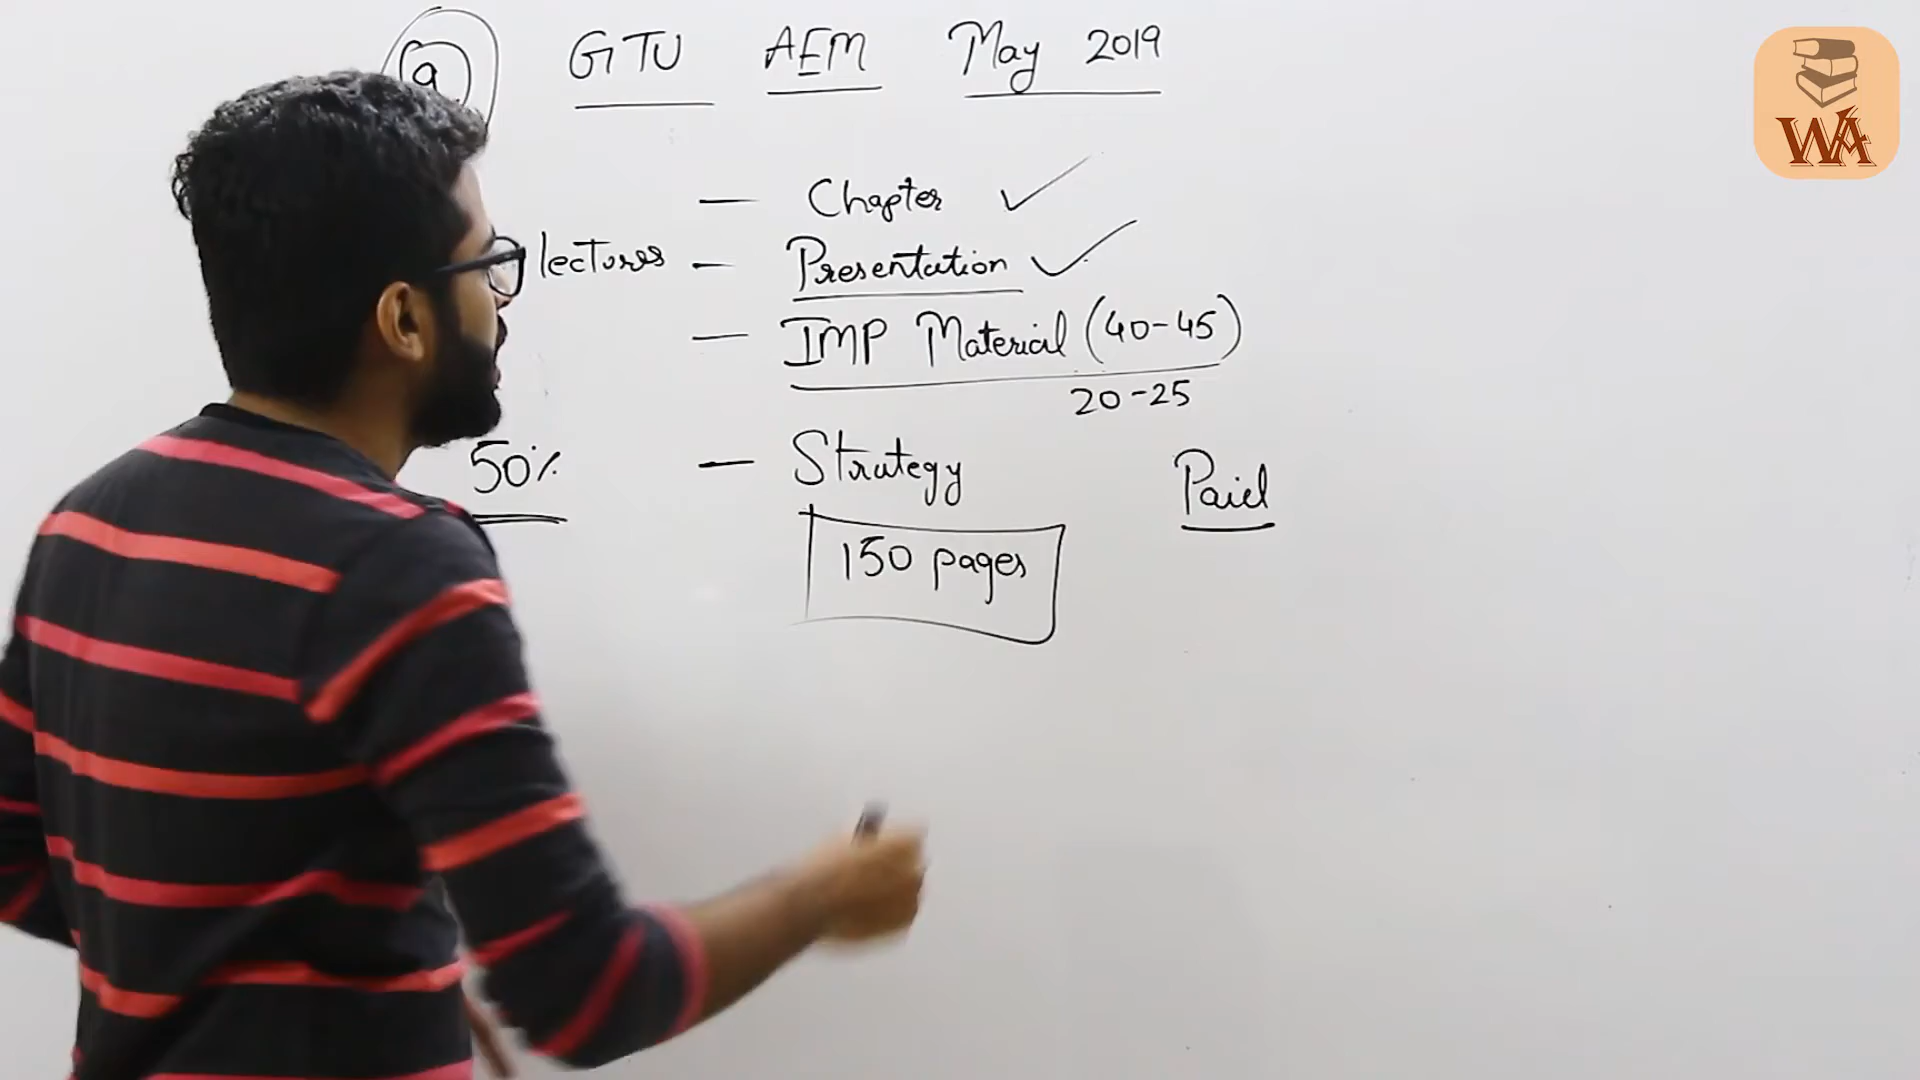 a GTU AEM May 2019
— Chapter ✓
lectures — Presentation ✓
— IMP Material (40-45)
20-25
50% — Strategy Paid
150 pages
WA